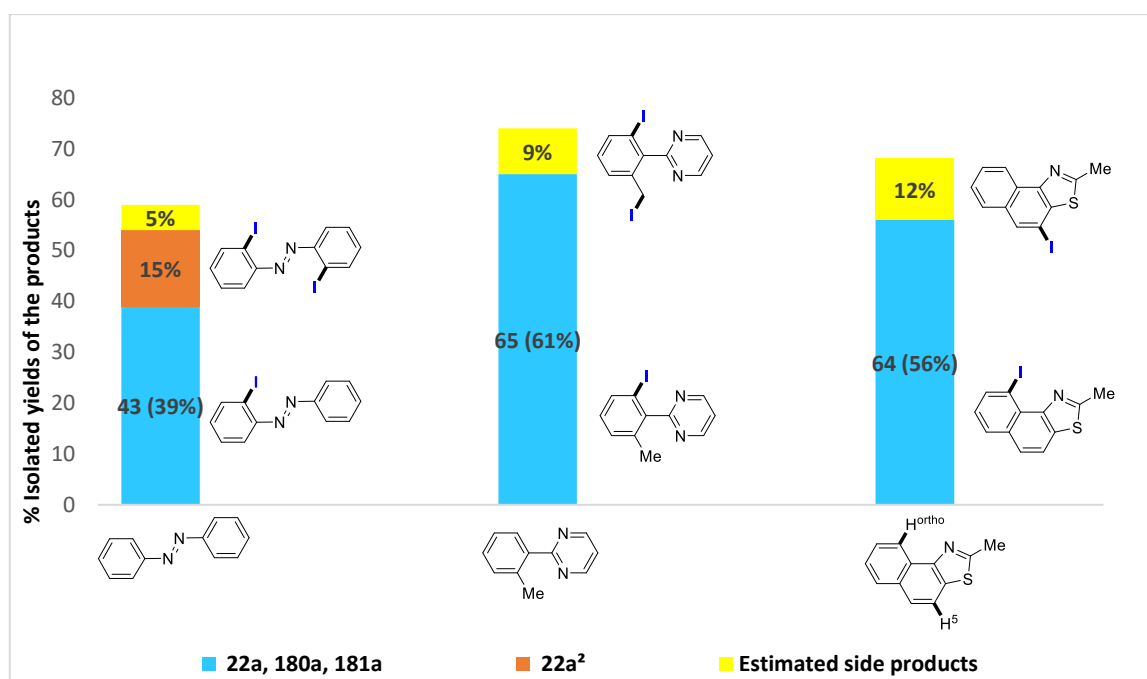 % Isolated yields of the products
80
70
60
50
40
30
20
10
0
5%
15%
43 (39%)
I
N
N
I
I
N
N
9%
65 (61%)
I
N
N
I
I
N
N
Me
12%
64 (56%)
N
Me
S
I
I
N
Me
S
N
N
N
N
Me
Hortho
N
Me
S
H5
22a, 180a, 181a
22a²
Estimated side products